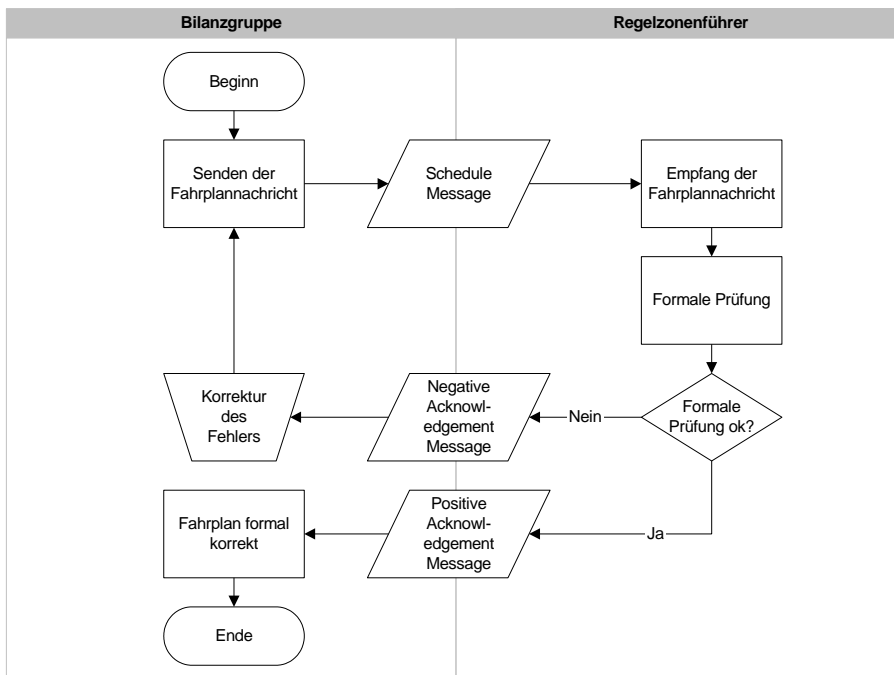 Bilanzgruppe
Regelzonenführer
Beginn
Senden der
Fahrplannachricht
Schedule
Message
Empfang der
Fahrplannachricht
Formale Prüfung
Formale
Prüfung ok?
Nein
Negative
Acknowl-
edgement
Message
Korrektur
des
Fehlers
Ja
Positive
Acknowl-
edgement
Message
Fahrplan formal
korrekt
Ende